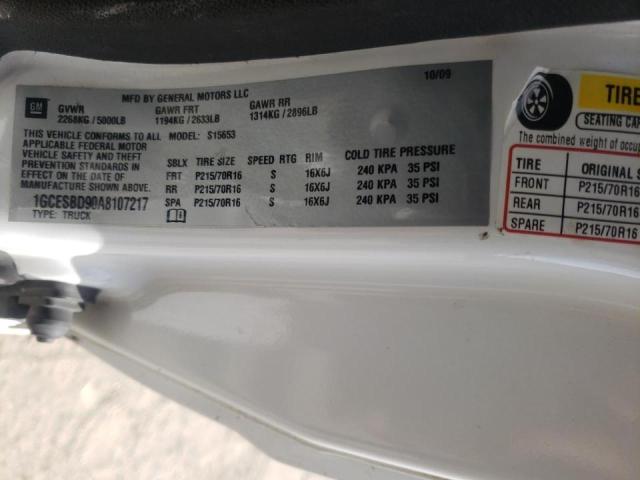 MFD BY GENERAL MOTORS LLC 10/09
GM GVWR GAWR FRT GAWR RR
2268KG / 5000LB 1194KG / 2633LB 1314KG / 2896LB
THIS VEHICLE CONFORMS TO ALL MODEL: S15653
APPLICABLE FEDERAL MOTOR
VEHICLE SAFETY AND THEFT
PREVENTION STANDARDS IN
EFFECT ON THE DATE OF
MANUFACTURE SHOWN ABOVE.
1GCESBD90A8107217
TYPE: TRUCK
SBLX TIRE SIZE SPEED RTG RIM COLD TIRE PRESSURE
FRT P215/70R16 S 16X6J 240 KPA 35 PSI
RR P215/70R16 S 16X6J 240 KPA 35 PSI
SPA P215/70R16 S 16X6J 240 KPA 35 PSI
TIRE
SEATING CAP
The combined weight of occup
TIRE ORIGINAL S
FRONT P215/70R16
REAR P215/70R16
SPARE P215/70R16